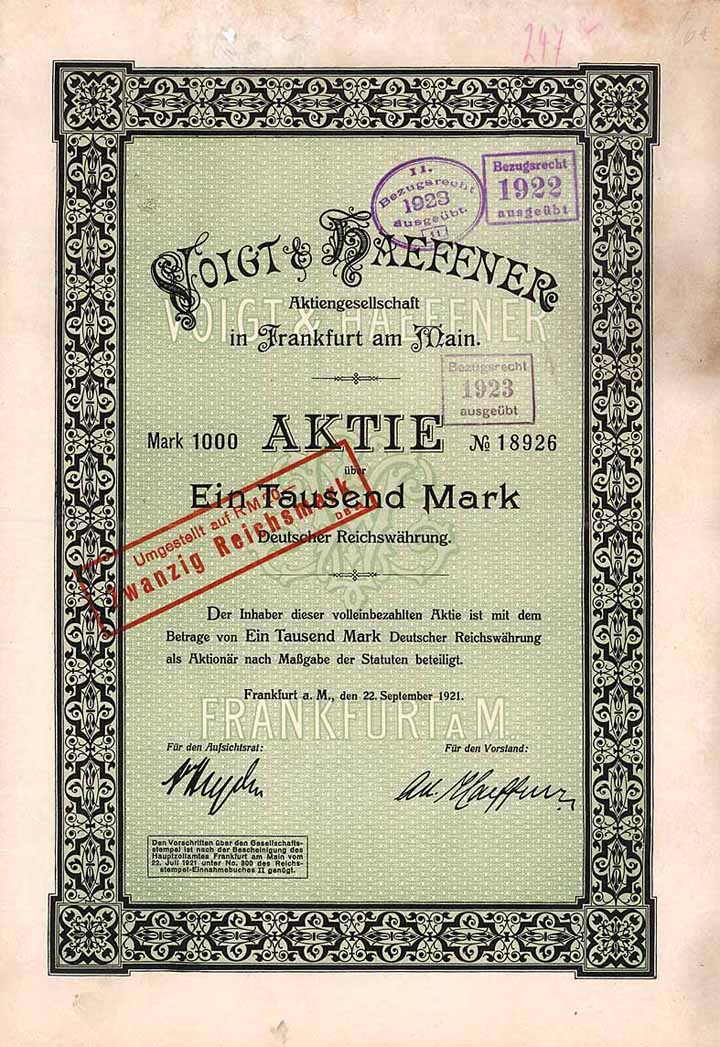 247
II.
Bezugsrecht
1923
ausgeübt.
11
Bezugsrecht
1922
ausgeübt
VOIGT & HAEFFNER
Aktiengesellschaft
VOIGT & HAEFFNER
in Frankfurt am Main.
Bezugsrecht
1923
ausgeübt
Mark 1000 AKTIE № 18926
über
Ein Tausend Mark
Deutscher Reichswährung.
Umgestellt auf RM 20.–
Zwanzig Reichsmark
Der Inhaber dieser volleinbezahlten Aktie ist mit dem
Betrage von Ein Tausend Mark Deutscher Reichswährung
als Aktionär nach Maßgabe der Statuten beteiligt.
Frankfurt a. M., den 22. September 1921.
FRANKFURT A M.
Für den Aufsichtsrat: Für den Vorstand:
Haeffner
Den Vorschriften über den Gesellschafts-
stempel ist nach der Bescheinigung des
Hauptzollamtes Frankfurt am Main vom
22. Juli 1921 unter No. 300 des Reichs-
stempel-Einnahmebuches II genügt.